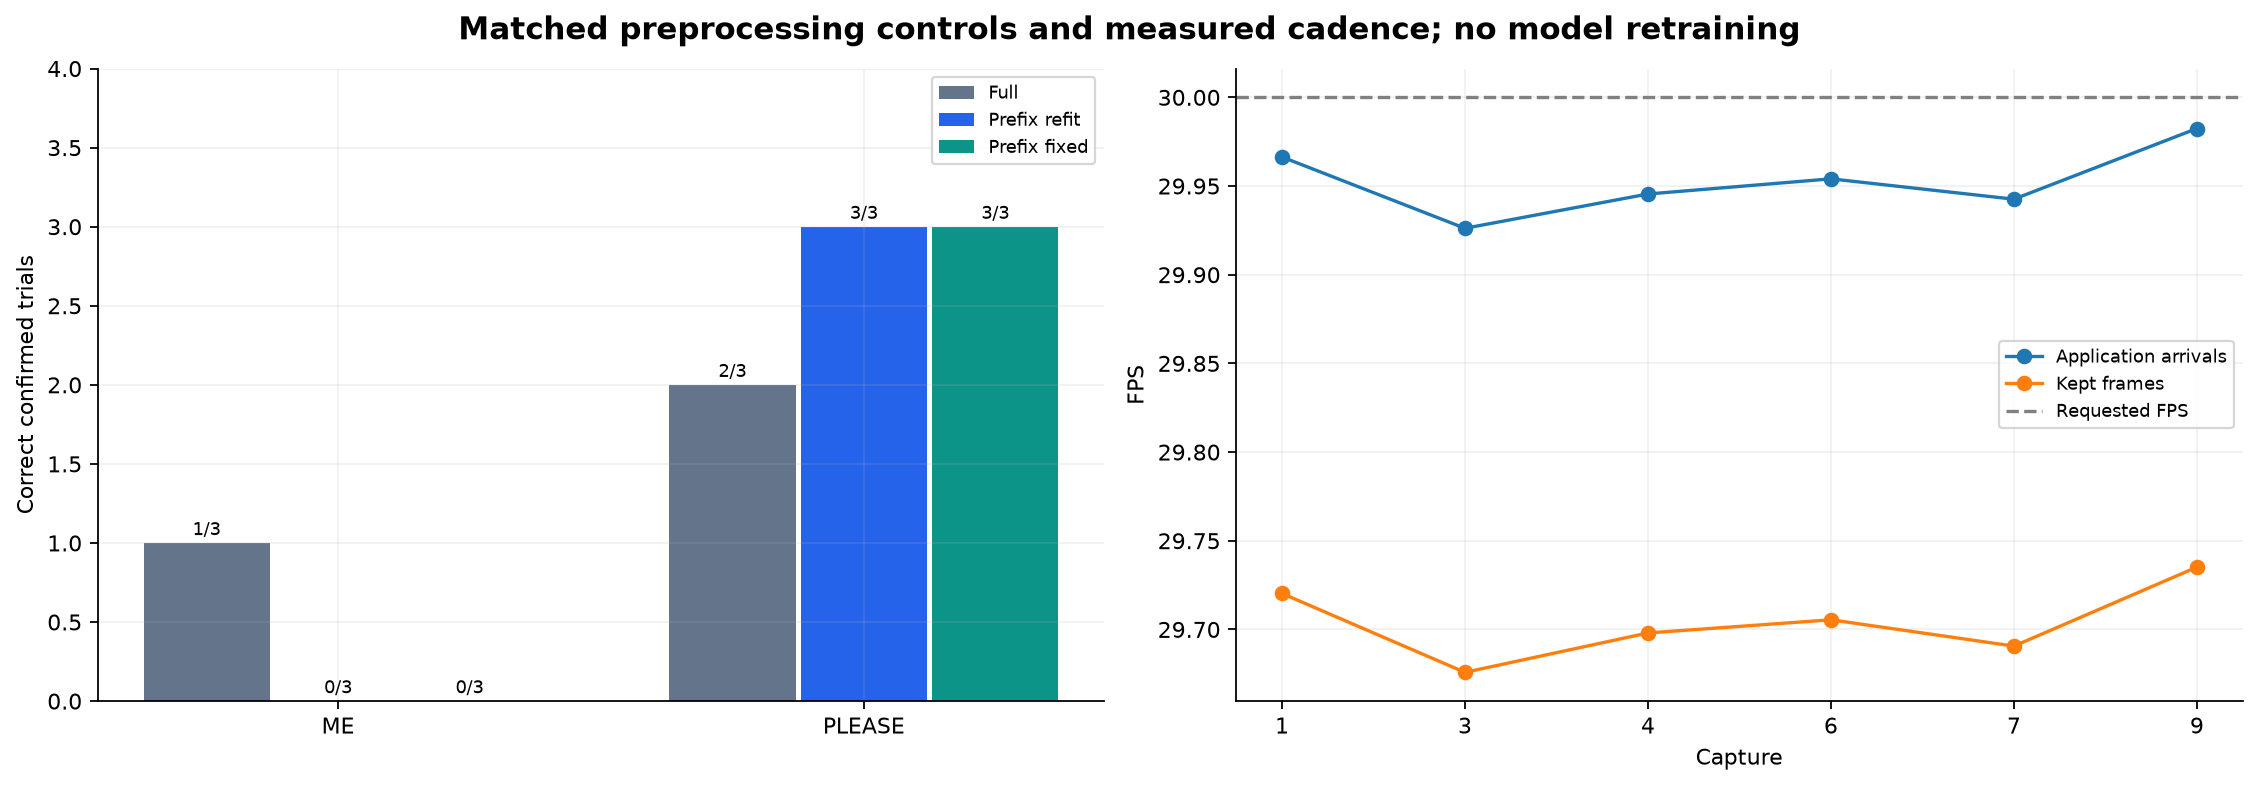 Matched preprocessing controls and measured cadence; no model retraining
Correct confirmed trials
4.0
3.5
3.0
2.5
2.0
1.5
1.0
0.5
0.0
Full
Prefix refit
Prefix fixed
1/3
0/3
0/3
2/3
3/3
3/3
ME
PLEASE
FPS
30.00
29.95
29.90
29.85
29.80
29.75
29.70
Application arrivals
Kept frames
Requested FPS
1
3
4
6
7
9
Capture